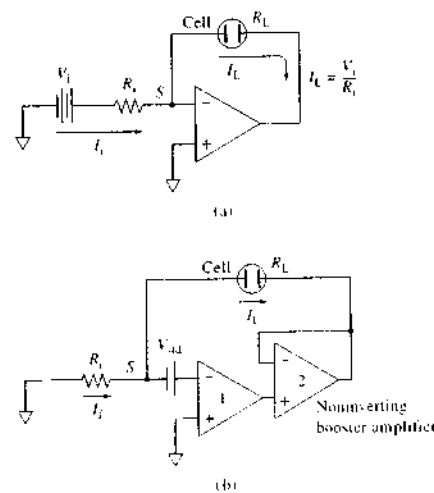 Cell R_L
I_L
I_L = V_i / R_i
V_i
R_i
S
−
+
I_i
(a)
Cell R_L
I_L
R_i
S
−
1
+
−
2
+
I_i
Noninverting
booster amplifier
(b)